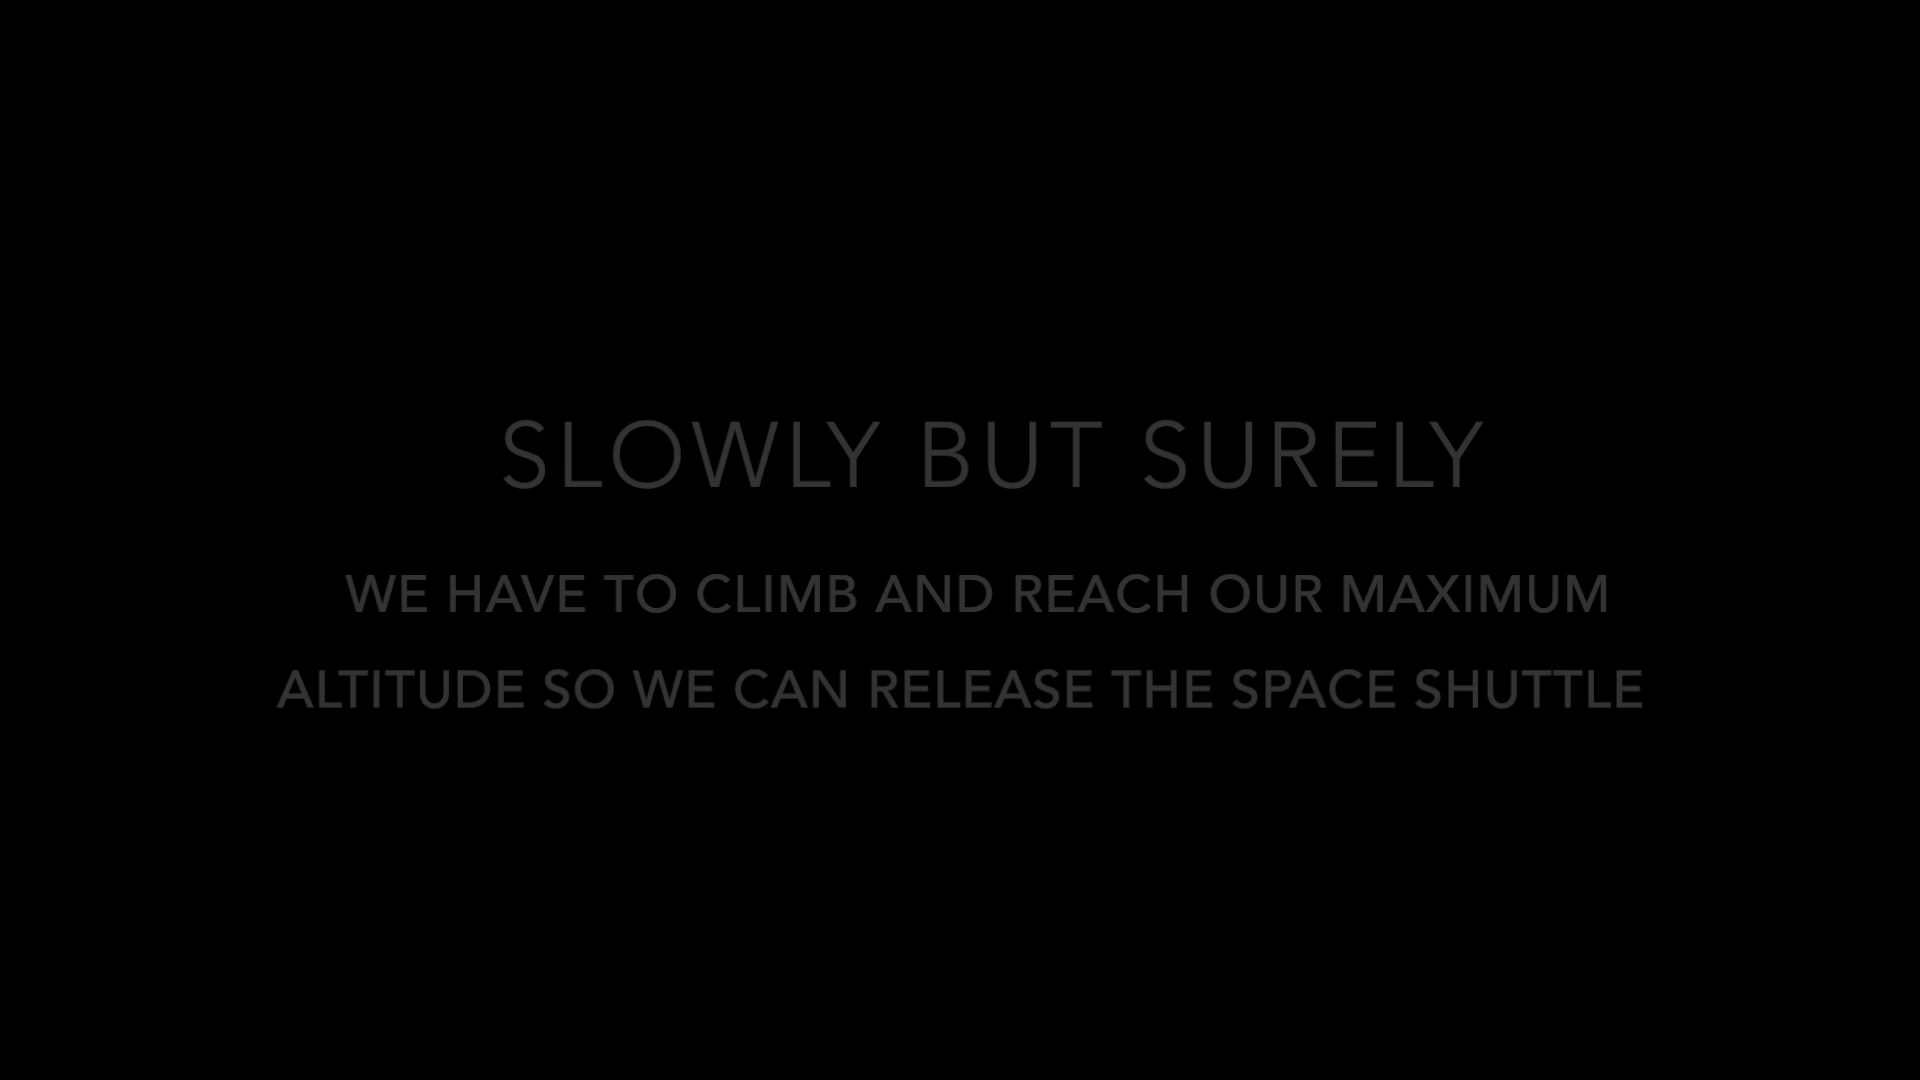 SLOWLY BUT SURELY
WE HAVE TO CLIMB AND REACH OUR MAXIMUM
ALTITUDE SO WE CAN RELEASE THE SPACE SHUTTLE